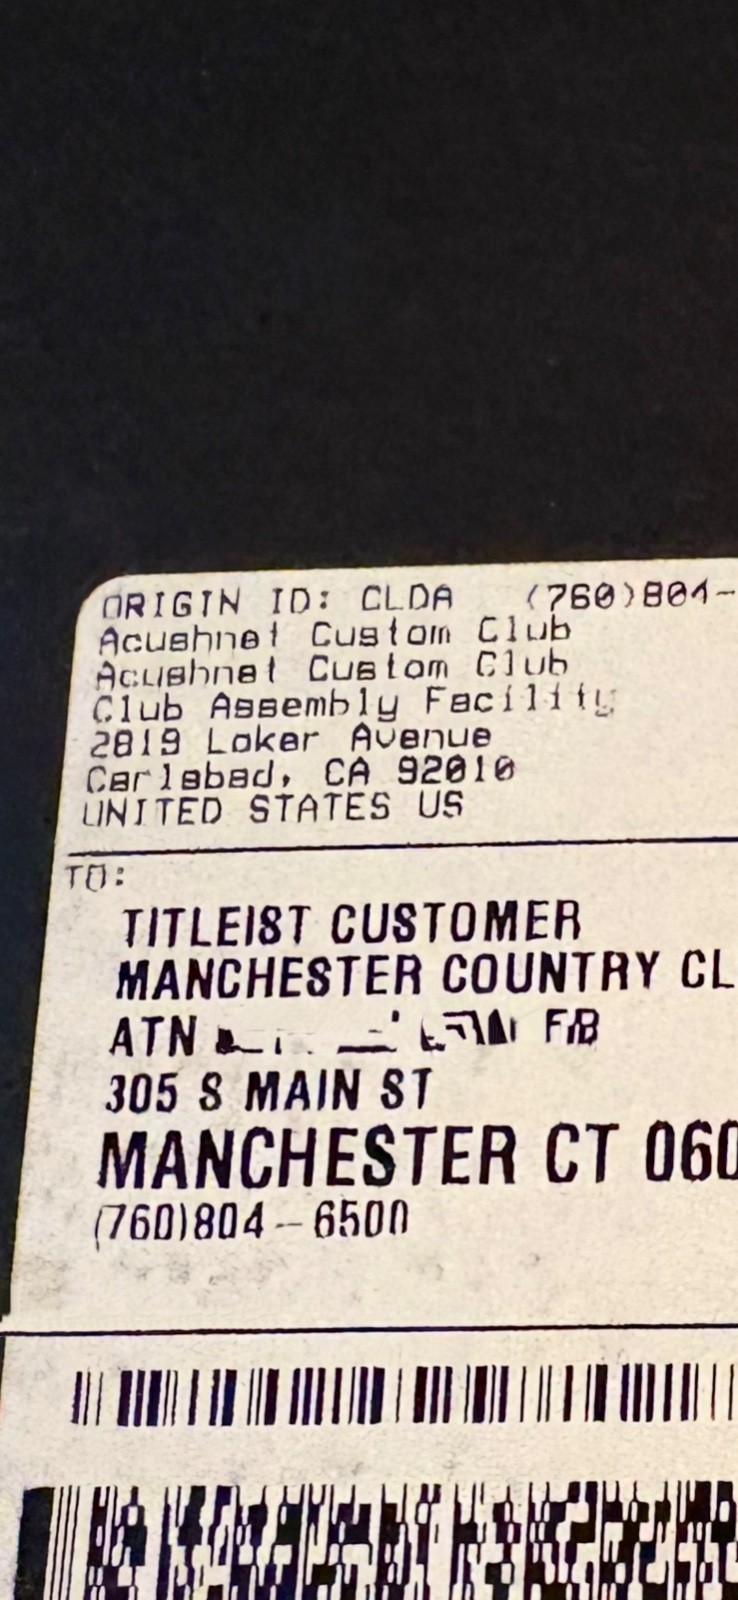 ORIGIN ID: CLDA (760)804-
Acushnet Custom Club
Acushnet Custom Club
Club Assembly Facility
2819 Loker Avenue
Carlsbad, CA 92010
UNITED STATES US
TO:
TITLEIST CUSTOMER
MANCHESTER COUNTRY CL
ATN F/B
305 S MAIN ST
MANCHESTER CT 060
(760)804-6500